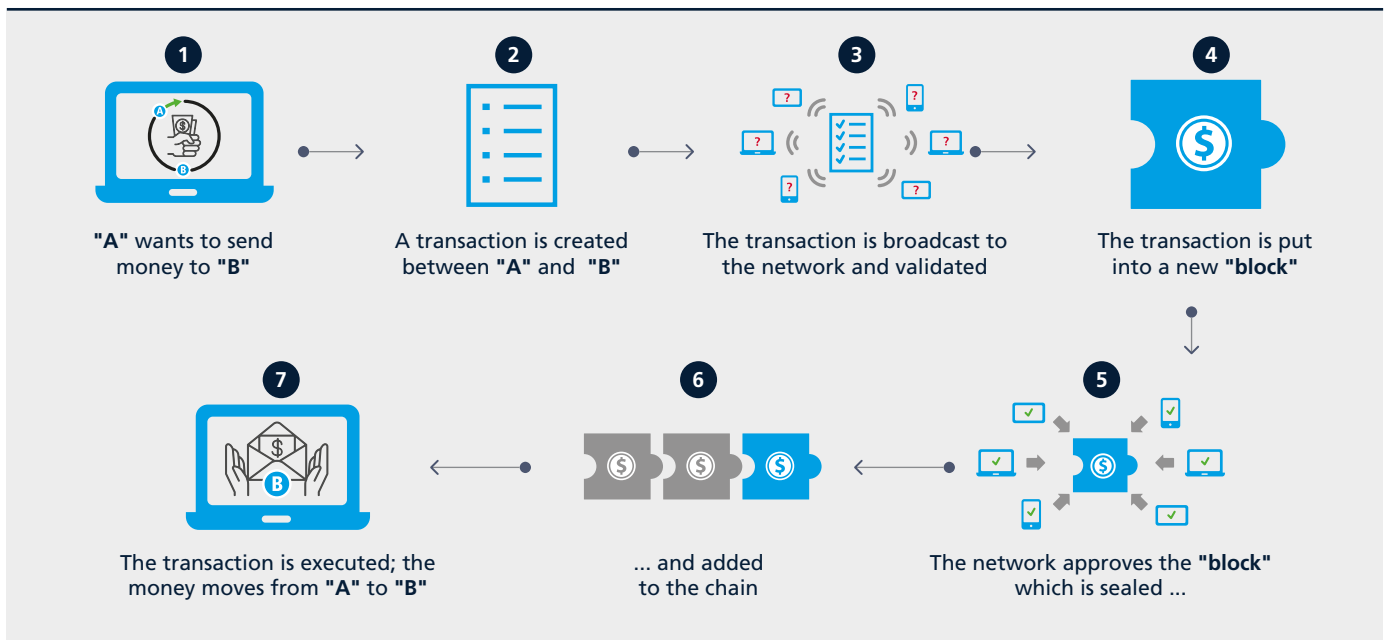 1
"A" wants to send
money to "B"
2
A transaction is created
between "A" and "B"
3
The transaction is broadcast to
the network and validated
4
The transaction is put
into a new "block"
5
The network approves the "block"
which is sealed ...
6
... and added
to the chain
7
The transaction is executed; the
money moves from "A" to "B"
A
$
B
?
?
?
?
?
?
$
$
$
$
$
$
B